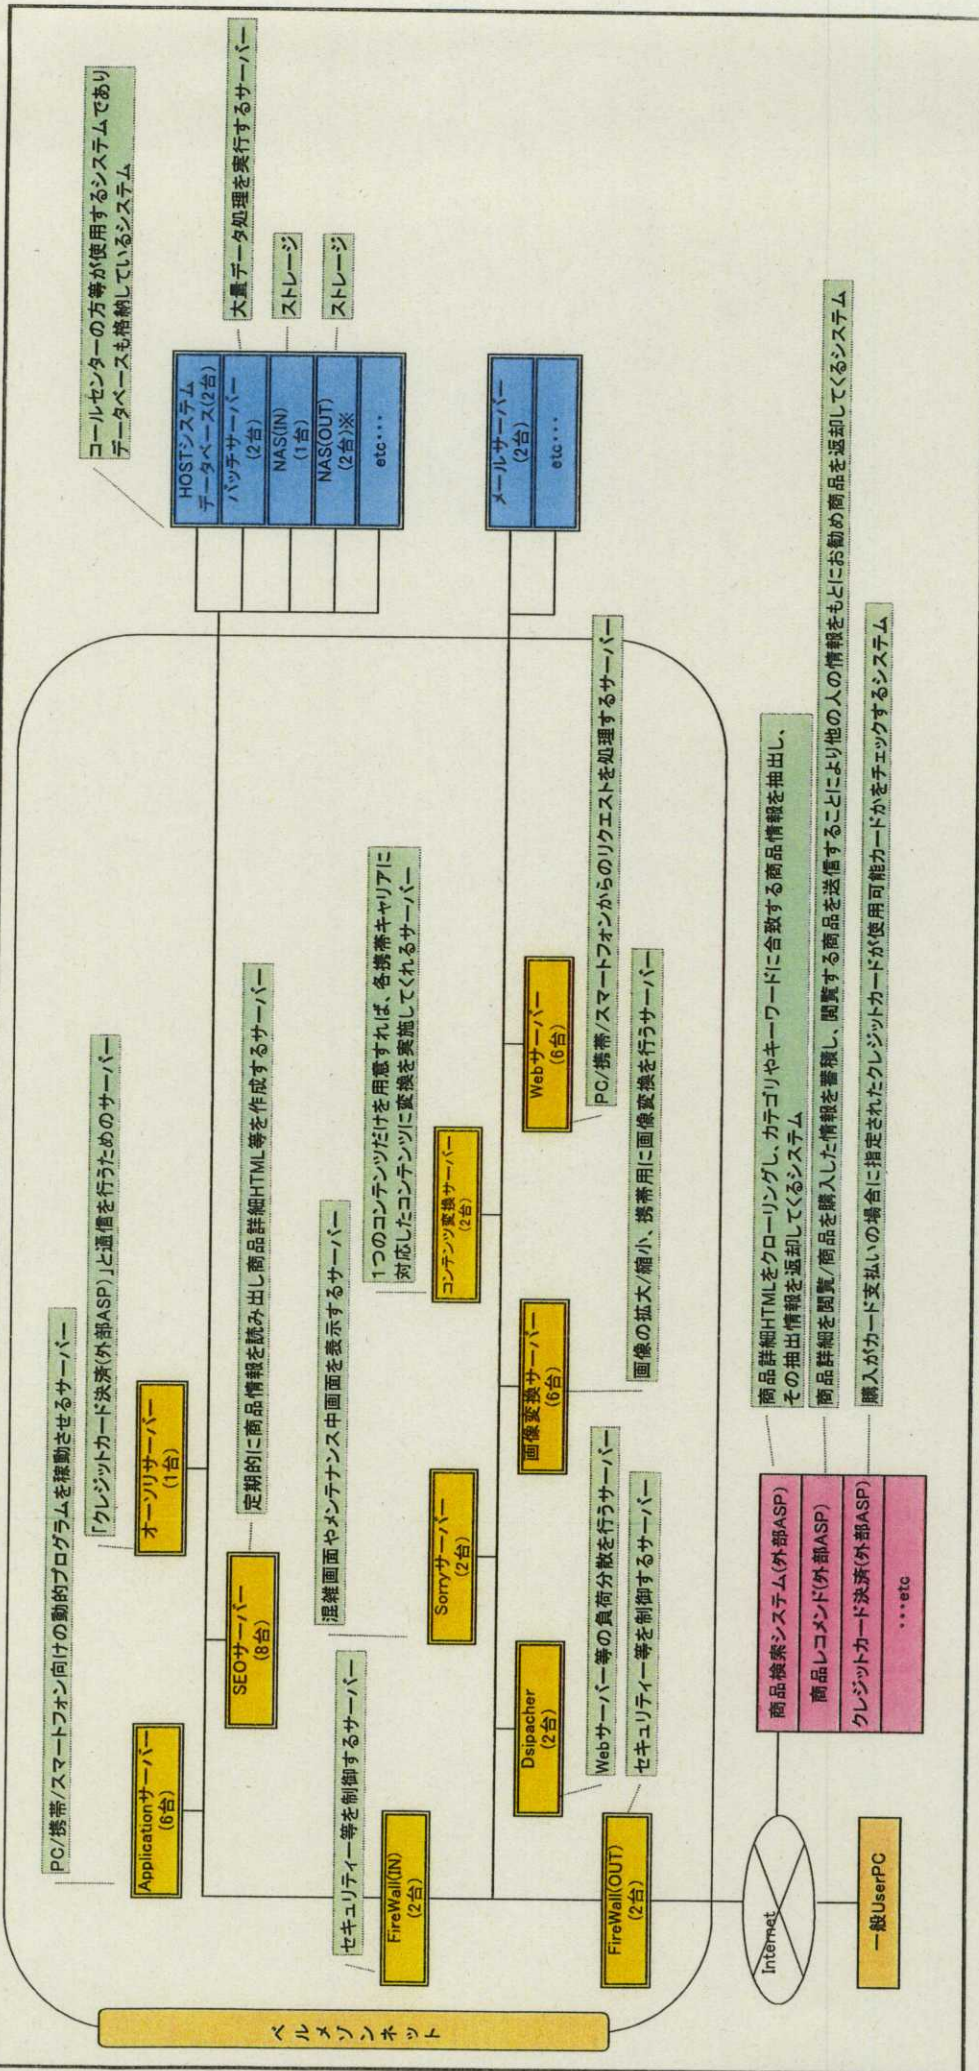 ベルメゾンネット
PC/携帯/スマートフォン向けの動的プログラムを稼動させるサーバー
Applicationサーバー
(6台)
「クレジットカード決済(外部ASP)」と通信を行うためのサーバー
オーソリサーバー
(1台)
SEOサーバー
(8台)
定期的に商品情報を読み出し商品詳細HTML等を作成するサーバー
コールセンターの方等が使用するシステムであり
データベースも格納しているシステム
HOSTシステム
データベース(2台)
バッチサーバー
(2台)
大量データ処理を実行するサーバー
NAS(IN)
(1台)
ストレージ
NAS(OUT)
(2台)※
ストレージ
etc・・・
セキュリティー等を制御するサーバー
FireWall(IN)
(2台)
混雑画面やメンテナンス中画面を表示するサーバー
Sorryサーバー
(2台)
1つのコンテンツだけを用意すれば、各携帯キャリアに
対応したコンテンツに変換を実施してくれるサーバー
コンテンツ変換サーバー
(2台)
メールサーバー
(2台)
etc・・・
Dsipacher
(2台)
Webサーバー等の負荷分散を行うサーバー
画像変換サーバー
(6台)
画像の拡大/縮小、携帯用に画像変換を行うサーバー
Webサーバー
(6台)
PC/携帯/スマートフォンからのリクエストを処理するサーバー
FireWall(OUT)
(2台)
セキュリティー等を制御するサーバー
Internet
一般UserPC
商品検索システム(外部ASP)
商品詳細HTMLをクローリングし、カテゴリやキーワードに合致する商品情報を抽出し、
その抽出情報を返却してくるシステム
商品レコメンド(外部ASP)
商品詳細を閲覧/商品を購入した情報を蓄積し、閲覧する商品を送信することにより他の人の情報をもとにお勧め商品を返却してくるシステム
クレジットカード決済(外部ASP)
購入がカード支払いの場合に指定されたクレジットカードが使用可能カードかをチェックするシステム
・・・etc